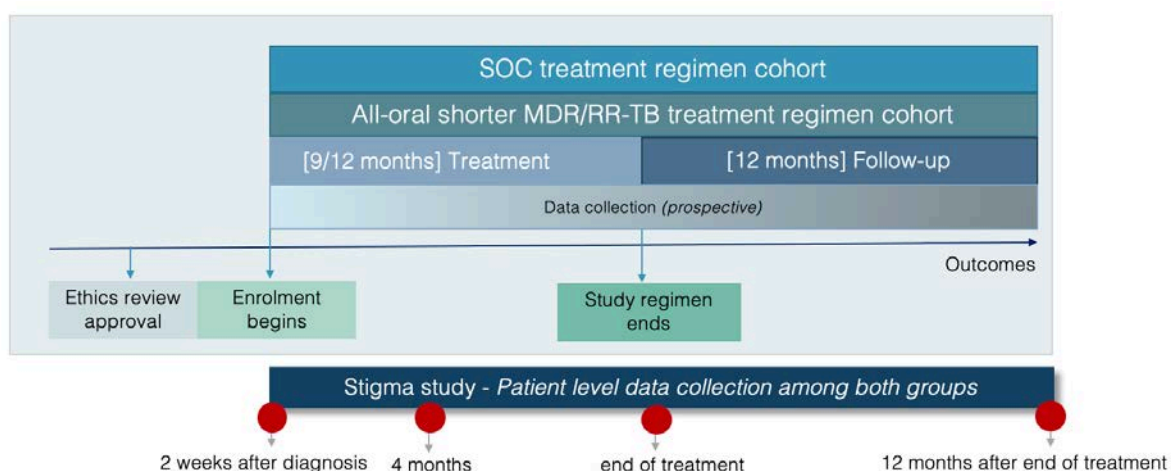 SOC treatment regimen cohort
All-oral shorter MDR/RR-TB treatment regimen cohort
[9/12 months] Treatment
[12 months] Follow-up
Data collection (prospective)
Outcomes
Ethics review
approval
Enrolment
begins
Study regimen
ends
Stigma study - Patient level data collection among both groups
2 weeks after diagnosis
4 months
end of treatment
12 months after end of treatment